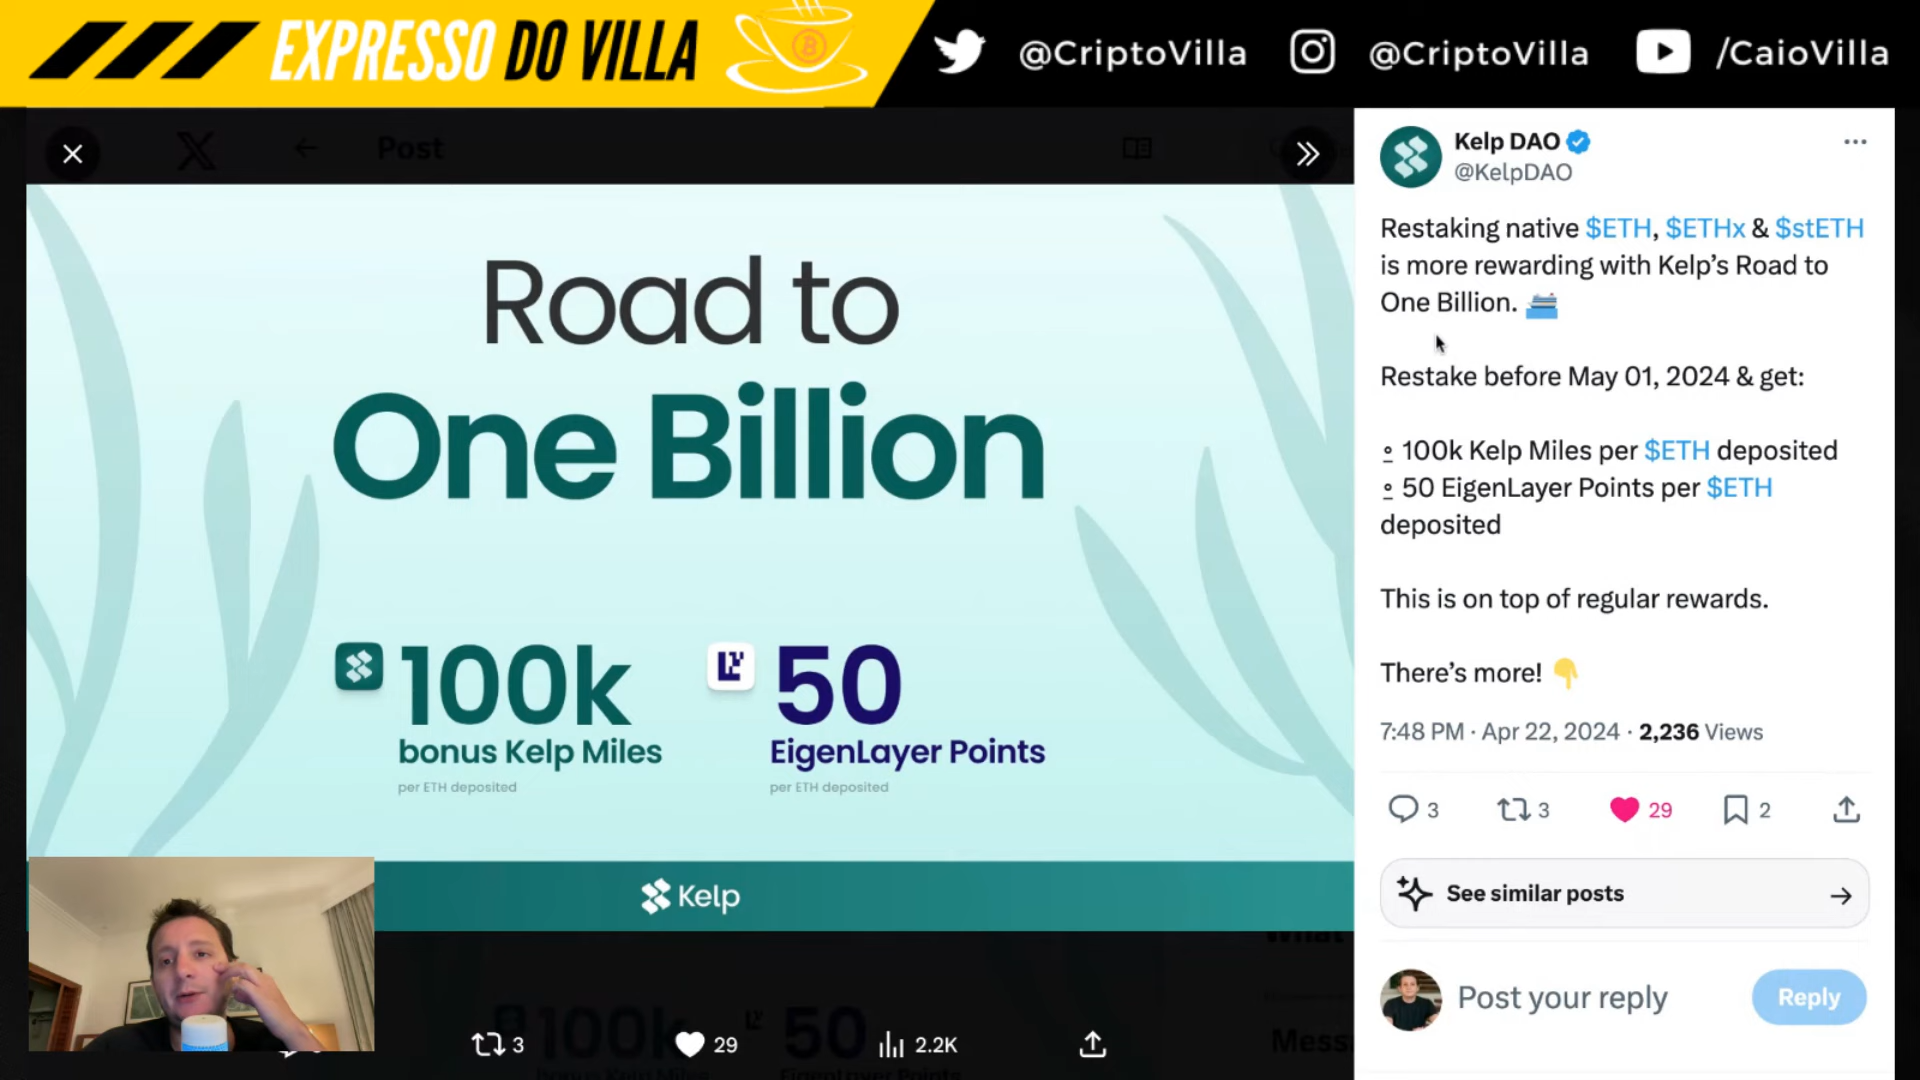 EXPRESSO DO VILLA
@CriptoVilla
@CriptoVilla
/CaioVilla
Post
Road to
One Billion
100k
bonus Kelp Miles
per ETH deposited
50
EigenLayer Points
per ETH deposited
Kelp
3
29
2.2K
Kelp DAO
@KelpDAO
Restaking native $ETH, $ETHx & $stETH
is more rewarding with Kelp’s Road to
One Billion.
Restake before May 01, 2024 & get:
⚬ 100k Kelp Miles per $ETH deposited
⚬ 50 EigenLayer Points per $ETH
deposited
This is on top of regular rewards.
There’s more!
7:48 PM · Apr 22, 2024 · 2,236 Views
3
3
29
2
See similar posts
Post your reply
Reply